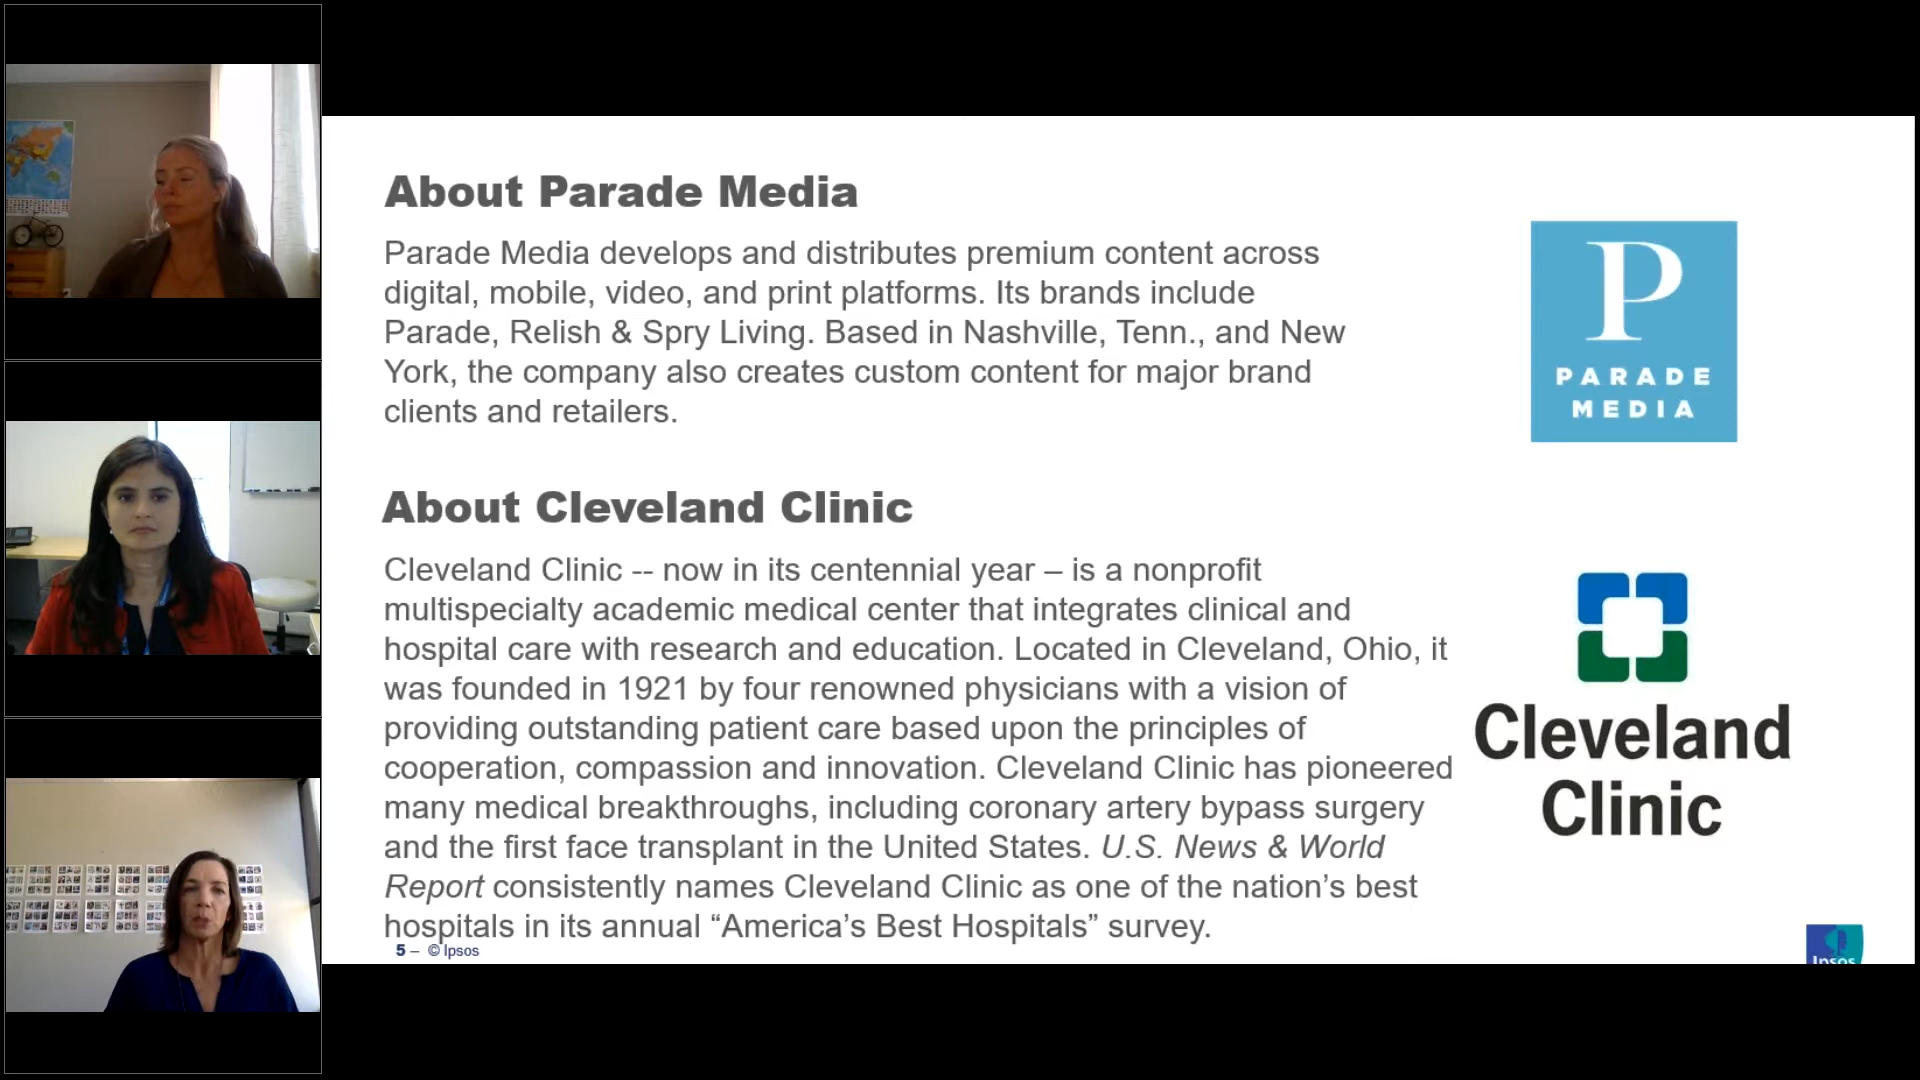 About Parade Media
Parade Media develops and distributes premium content across
digital, mobile, video, and print platforms. Its brands include
Parade, Relish & Spry Living. Based in Nashville, Tenn., and New
York, the company also creates custom content for major brand
clients and retailers.
P
PARADE
MEDIA
About Cleveland Clinic
Cleveland Clinic -- now in its centennial year – is a nonprofit
multispecialty academic medical center that integrates clinical and
hospital care with research and education. Located in Cleveland, Ohio, it
was founded in 1921 by four renowned physicians with a vision of
providing outstanding patient care based upon the principles of
cooperation, compassion and innovation. Cleveland Clinic has pioneered
many medical breakthroughs, including coronary artery bypass surgery
and the first face transplant in the United States. U.S. News & World
Report consistently names Cleveland Clinic as one of the nation’s best
hospitals in its annual “America’s Best Hospitals” survey.
Cleveland
Clinic
5 – © Ipsos
Ipsos